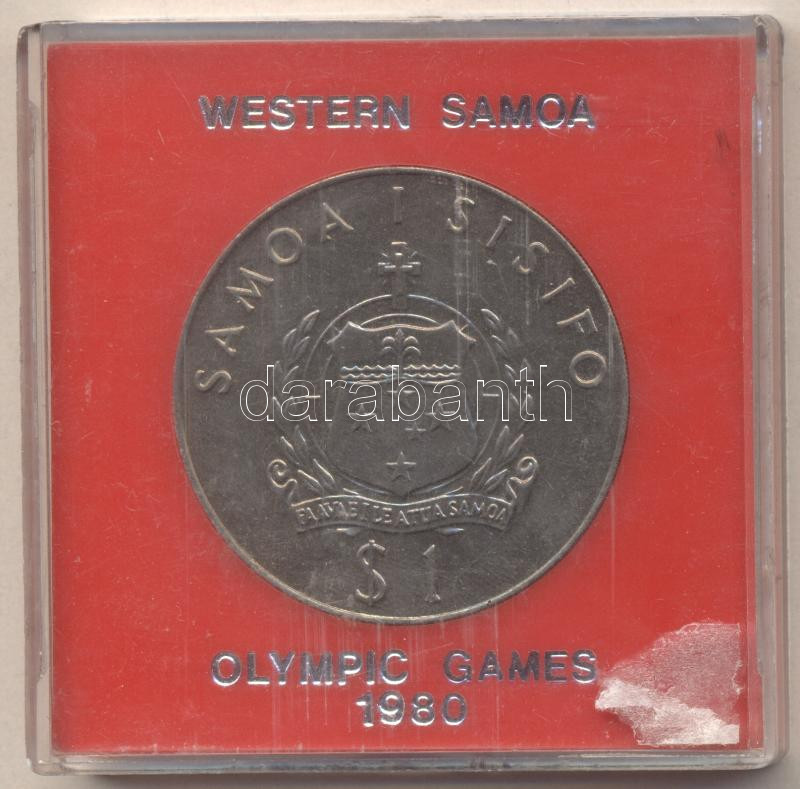 WESTERN SAMOA
SAMOA I SISIFO
darabanth
FAAVAE I LE ATUA SAMOA
$ 1
OLYMPIC GAMES
1980